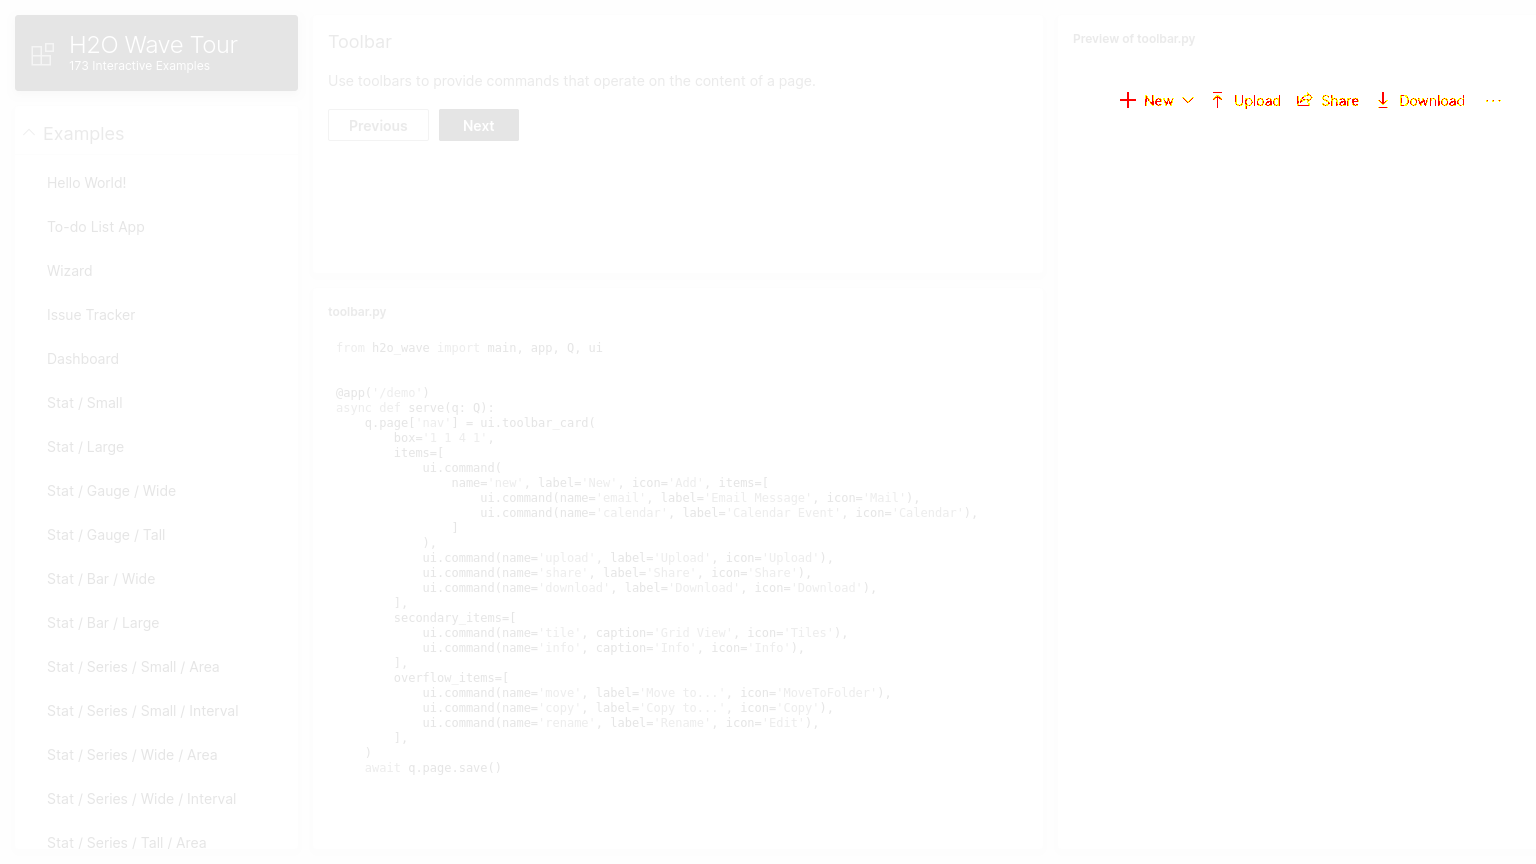 H2O Wave Tour
173 Interactive Examples
Examples
Hello World!
To-do List App
Wizard
Issue Tracker
Dashboard
Stat / Small
Stat / Large
Stat / Gauge / Wide
Stat / Gauge / Tall
Stat / Bar / Wide
Stat / Bar / Large
Stat / Series / Small / Area
Stat / Series / Small / Interval
Stat / Series / Wide / Area
Stat / Series / Wide / Interval
Stat / Series / Tall / Area
Toolbar
Use toolbars to provide commands that operate on the content of a page.
Previous Next
toolbar.py
from h2o_wave import main, app, Q, ui
@app('/demo')
async def serve(q: Q):
    q.page['nav'] = ui.toolbar_card(
        box='1 1 4 1',
        items=[
            ui.command(
                name='new', label='New', icon='Add', items=[
                    ui.command(name='email', label='Email Message', icon='Mail'),
                    ui.command(name='calendar', label='Calendar Event', icon='Calendar'),
                ]
            ),
            ui.command(name='upload', label='Upload', icon='Upload'),
            ui.command(name='share', label='Share', icon='Share'),
            ui.command(name='download', label='Download', icon='Download'),
        ],
        secondary_items=[
            ui.command(name='tile', caption='Grid View', icon='Tiles'),
            ui.command(name='info', caption='Info', icon='Info'),
        ],
        overflow_items=[
            ui.command(name='move', label='Move to...', icon='MoveToFolder'),
            ui.command(name='copy', label='Copy to...', icon='Copy'),
            ui.command(name='rename', label='Rename', icon='Edit'),
        ],
    )
    await q.page.save()
Preview of toolbar.py
New Upload Share Download ...